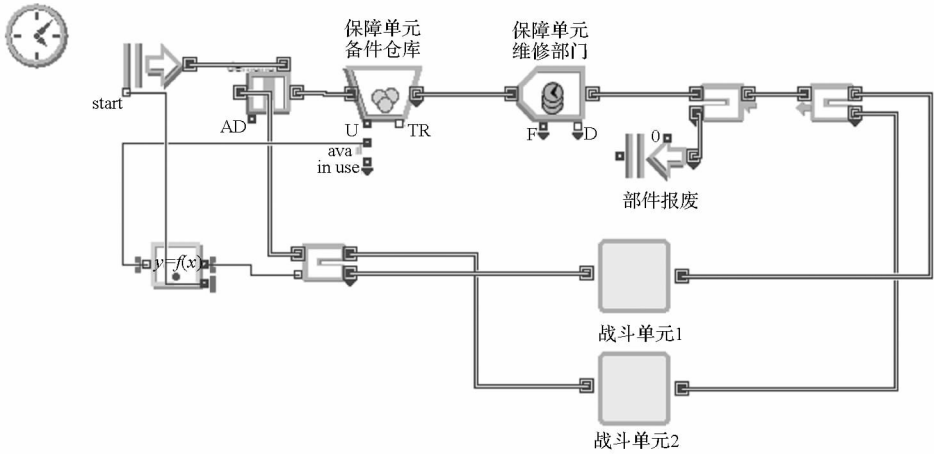 保障单元
备件仓库
保障单元
维修部门
start
AD
U
TR
F
D
ava
in use
0
部件报废
y=f(x)
战斗单元1
战斗单元2